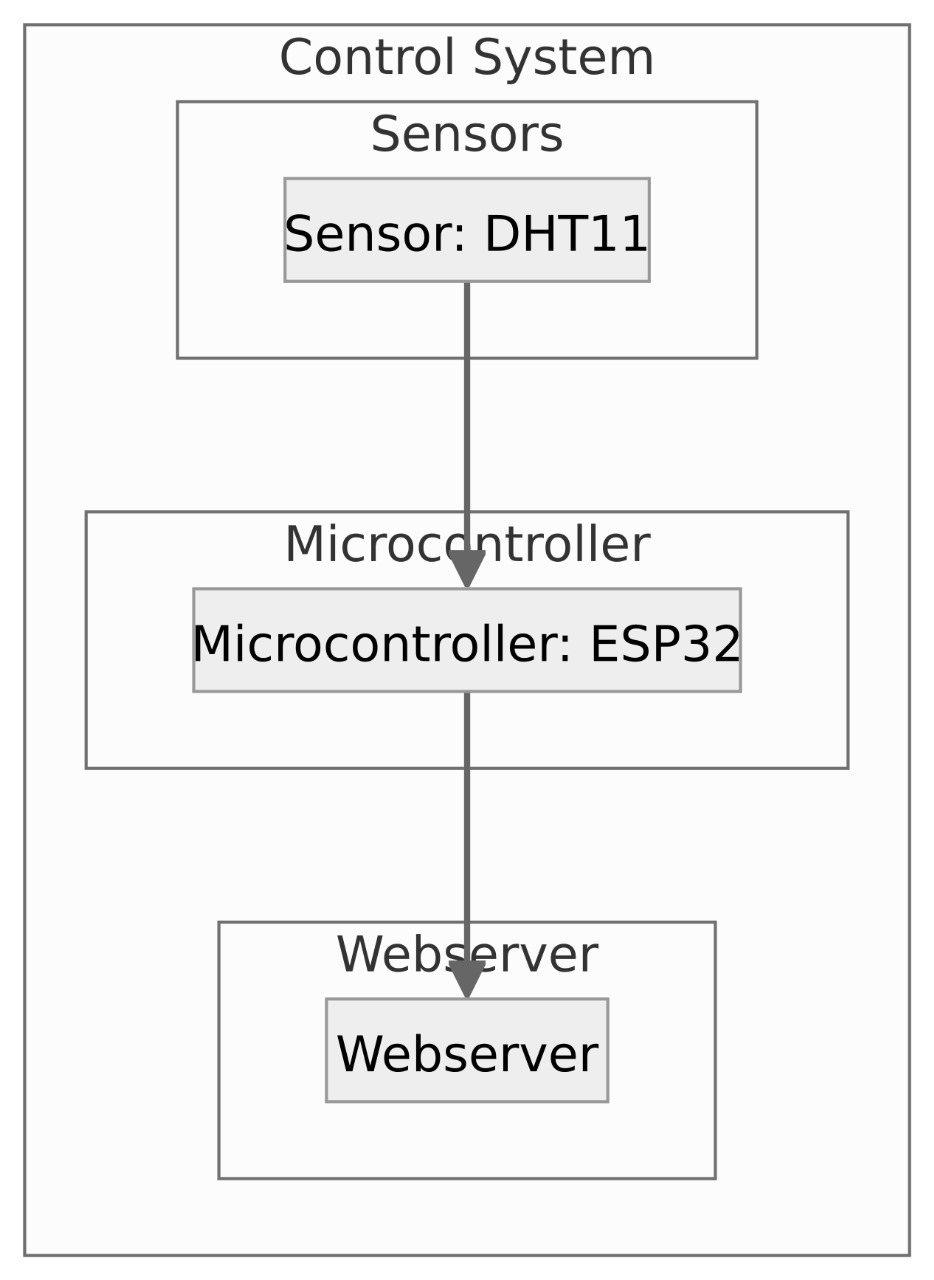 Control System
Sensors
Sensor: DHT11
Microcontroller
Microcontroller: ESP32
Webserver
Webserver